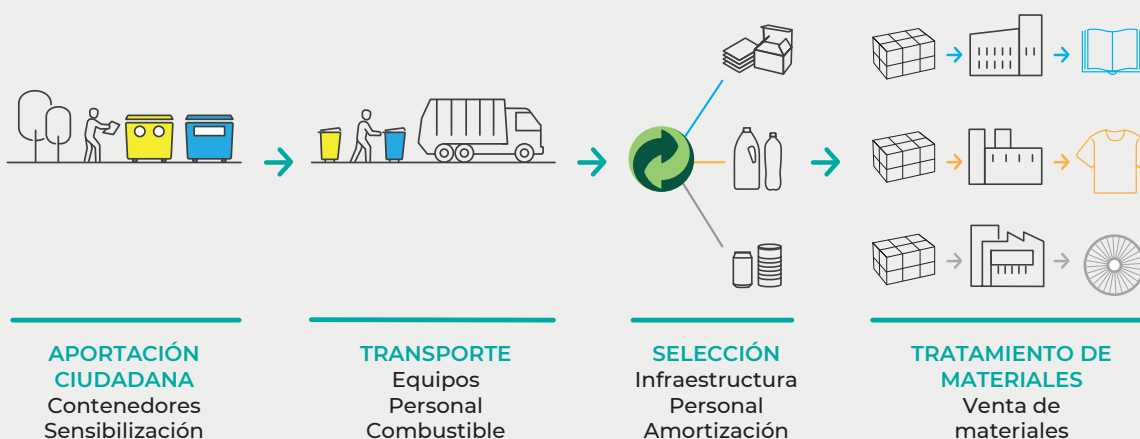 APORTACIÓN
CIUDADANA
Contenedores
Sensibilización
TRANSPORTE
Equipos
Personal
Combustible
SELECCIÓN
Infraestructura
Personal
Amortización
TRATAMIENTO DE
MATERIALES
Venta de
materiales